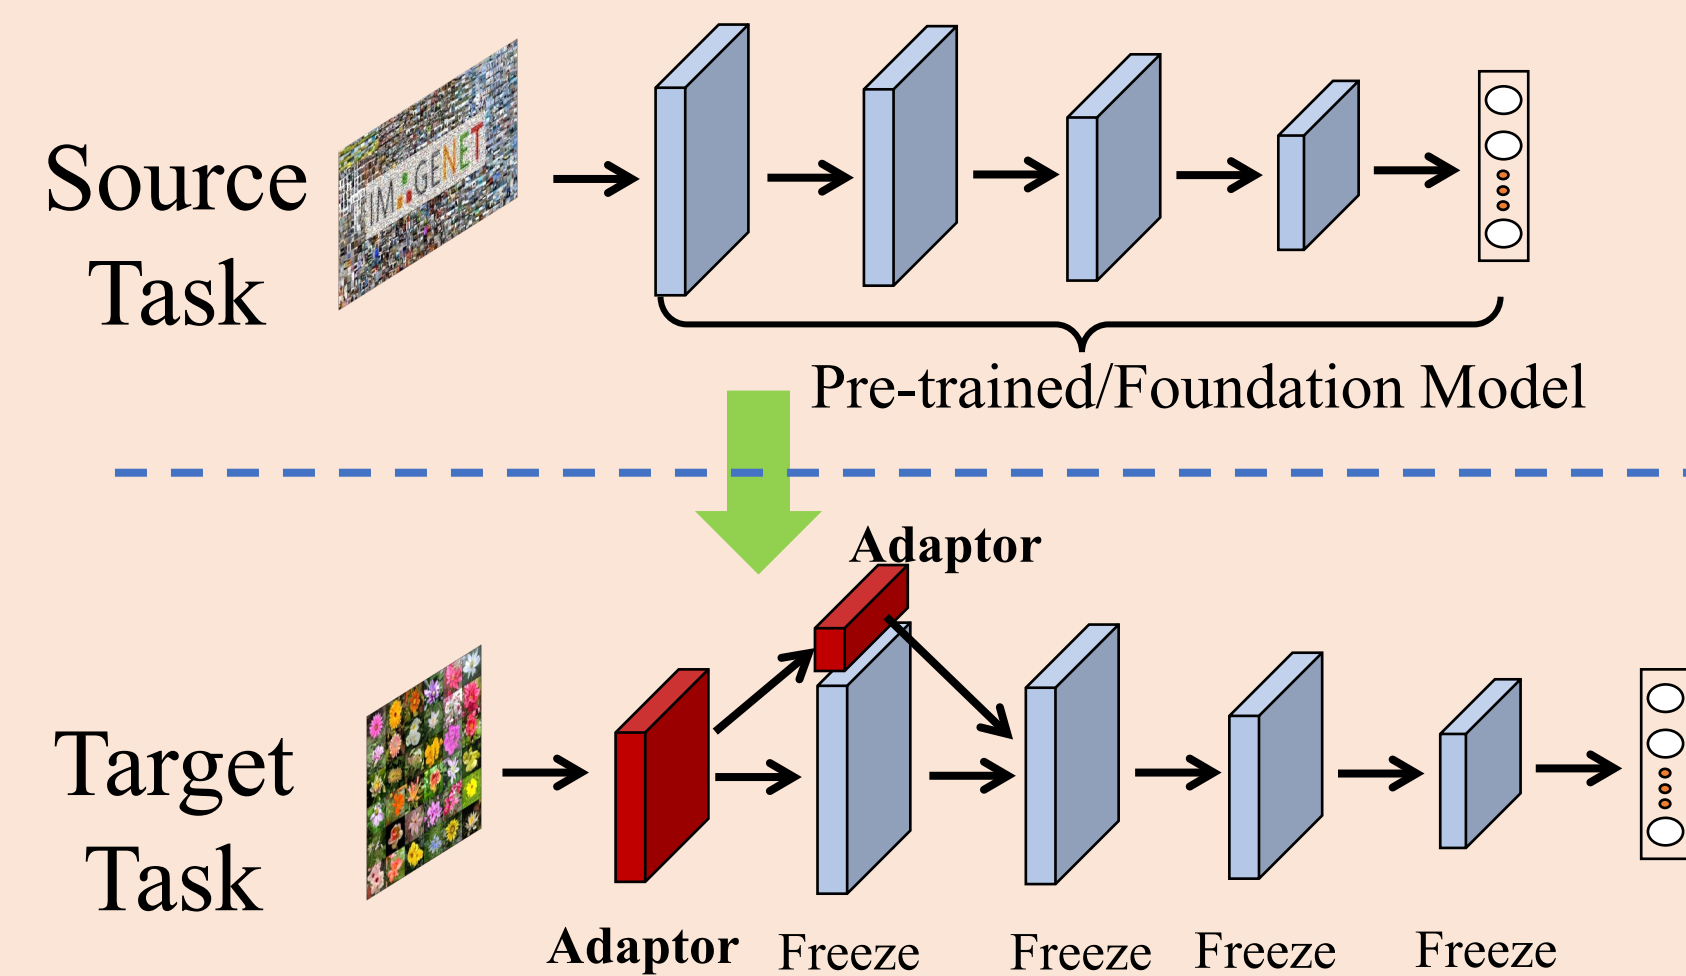 Source
Task
IMAGENET
Pre-trained/Foundation Model
Adaptor
Target
Task
Adaptor Freeze Freeze Freeze Freeze